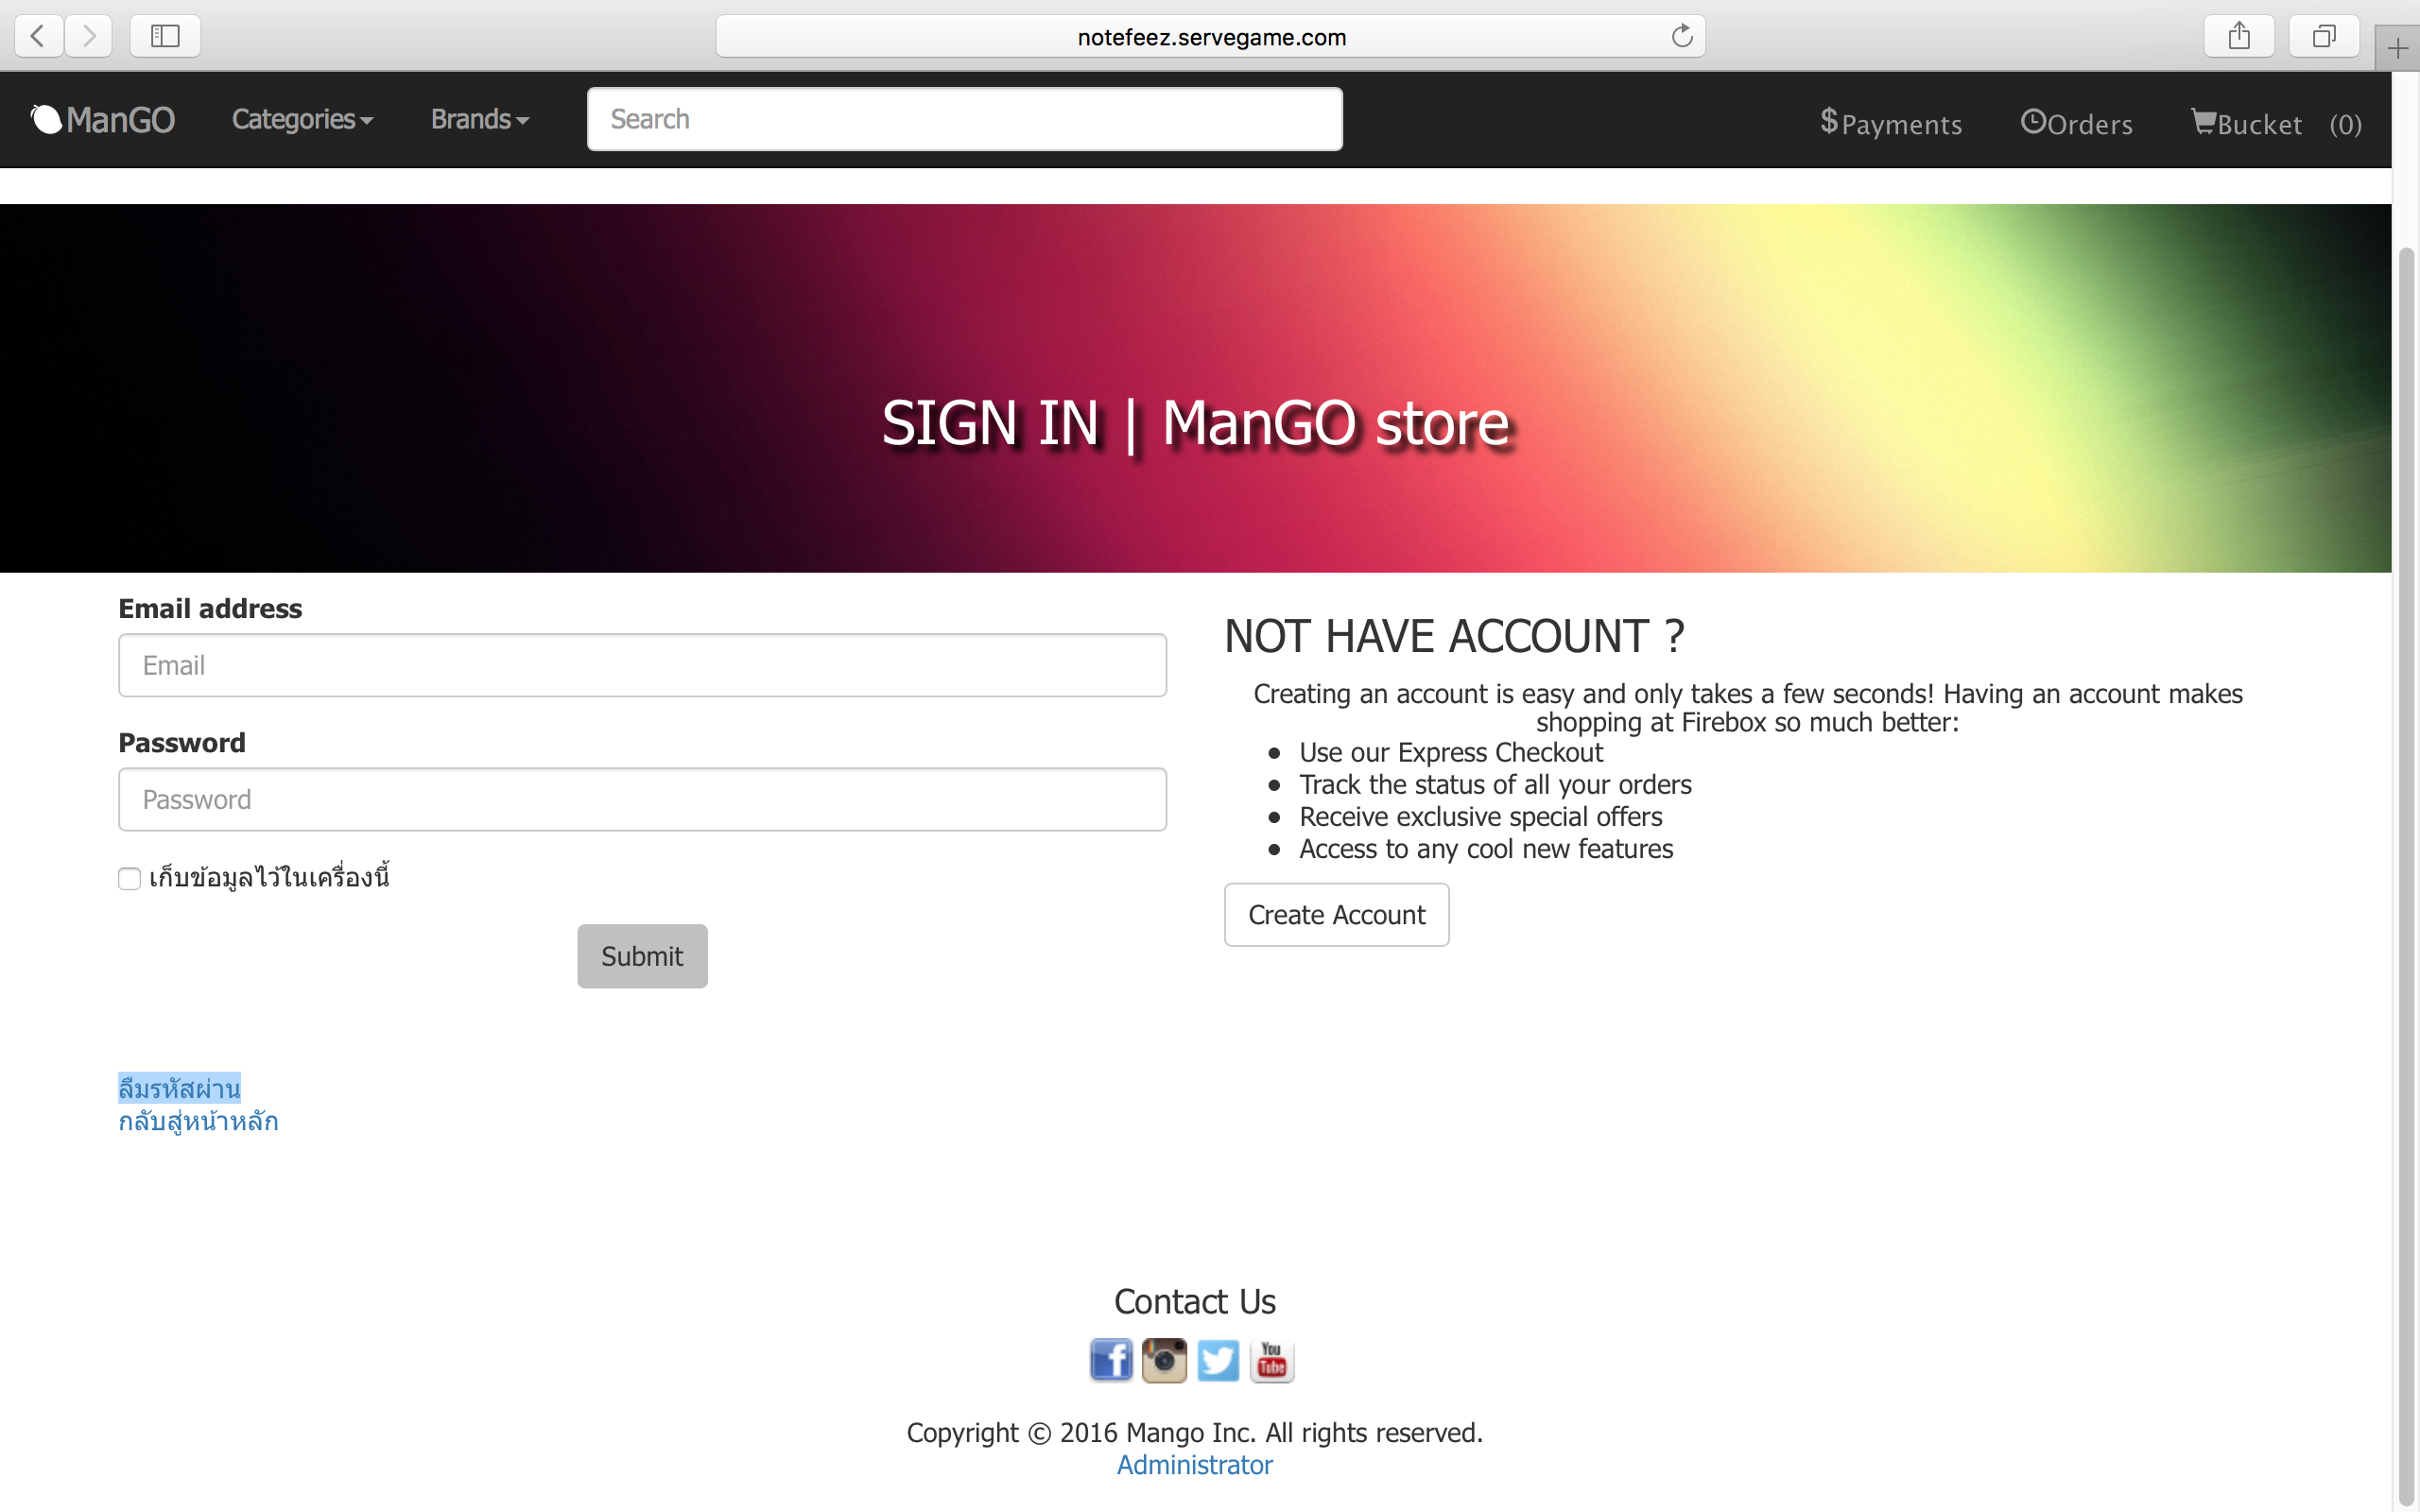 notefeez.servegame.com
ManGO Categories Brands Search $Payments Orders Bucket (0)
SIGN IN | ManGO store
Email address
Email
Password
Password
เก็บข้อมูลไว้ในเครื่องนี้
Submit
ลืมรหัสผ่าน
กลับสู่หน้าหลัก
NOT HAVE ACCOUNT ?
Creating an account is easy and only takes a few seconds! Having an account makes
shopping at Firebox so much better:
Use our Express Checkout
Track the status of all your orders
Receive exclusive special offers
Access to any cool new features
Create Account
Contact Us
You Tube
Copyright © 2016 Mango Inc. All rights reserved.
Administrator